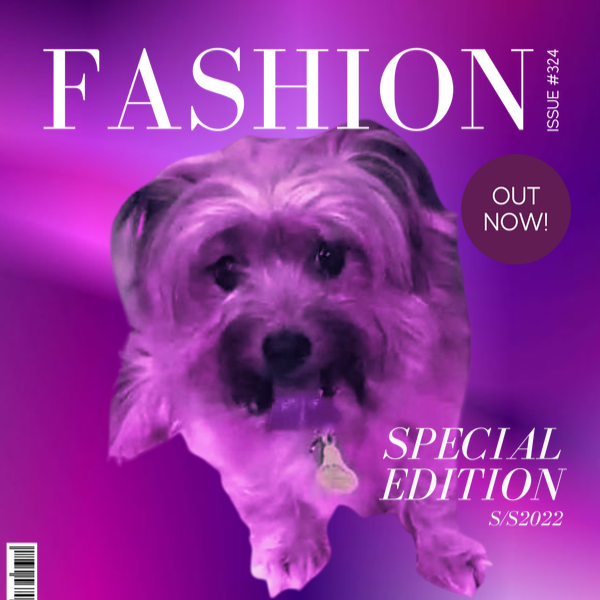 FASHION
ISSUE #324
OUT
NOW!
SPECIAL
EDITION
S/S2022